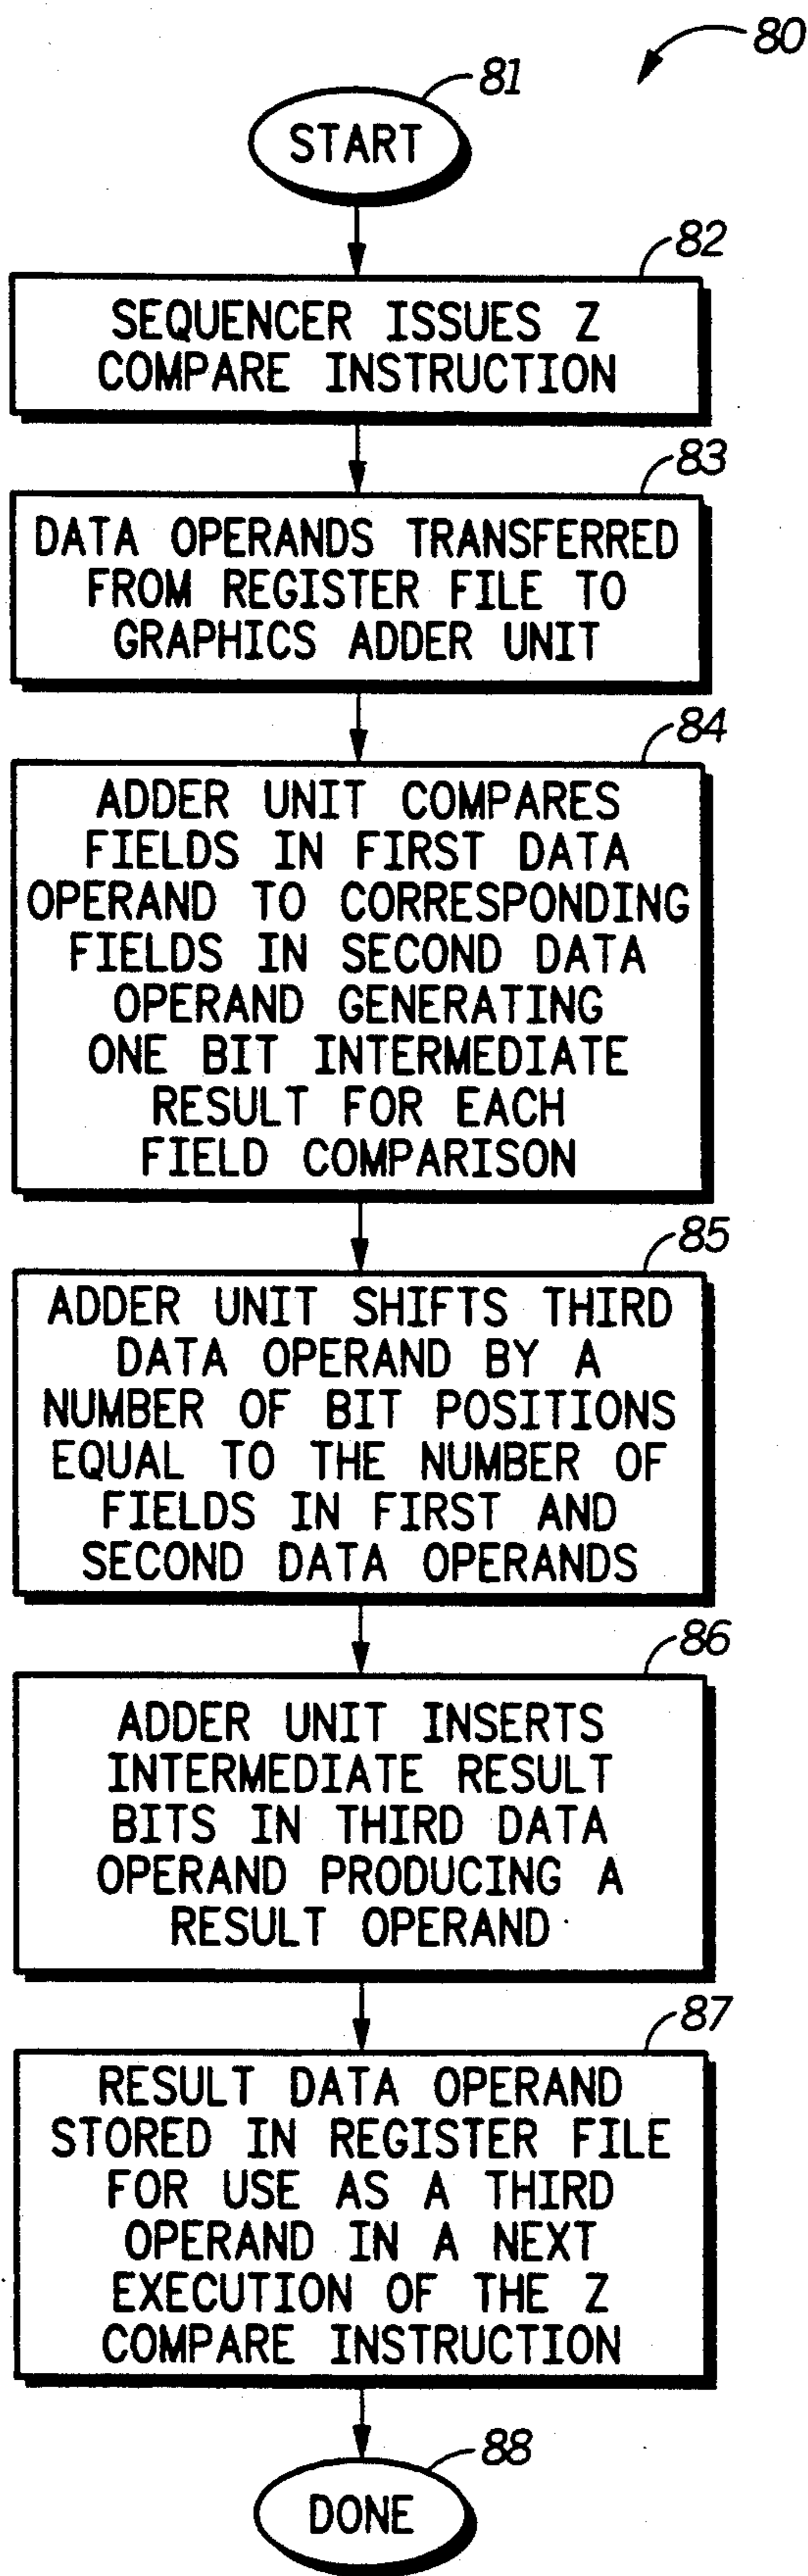 80
81
START
82
SEQUENCER ISSUES Z
COMPARE INSTRUCTION
83
DATA OPERANDS TRANSFERRED
FROM REGISTER FILE TO
GRAPHICS ADDER UNIT
84
ADDER UNIT COMPARES
FIELDS IN FIRST DATA
OPERAND TO CORRESPONDING
FIELDS IN SECOND DATA
OPERAND GENERATING
ONE BIT INTERMEDIATE
RESULT FOR EACH
FIELD COMPARISON
85
ADDER UNIT SHIFTS THIRD
DATA OPERAND BY A
NUMBER OF BIT POSITIONS
EQUAL TO THE NUMBER OF
FIELDS IN FIRST AND
SECOND DATA OPERANDS
86
ADDER UNIT INSERTS
INTERMEDIATE RESULT
BITS IN THIRD DATA
OPERAND PRODUCING A
RESULT OPERAND
87
RESULT DATA OPERAND
STORED IN REGISTER FILE
FOR USE AS A THIRD
OPERAND IN A NEXT
EXECUTION OF THE Z
COMPARE INSTRUCTION
88
DONE